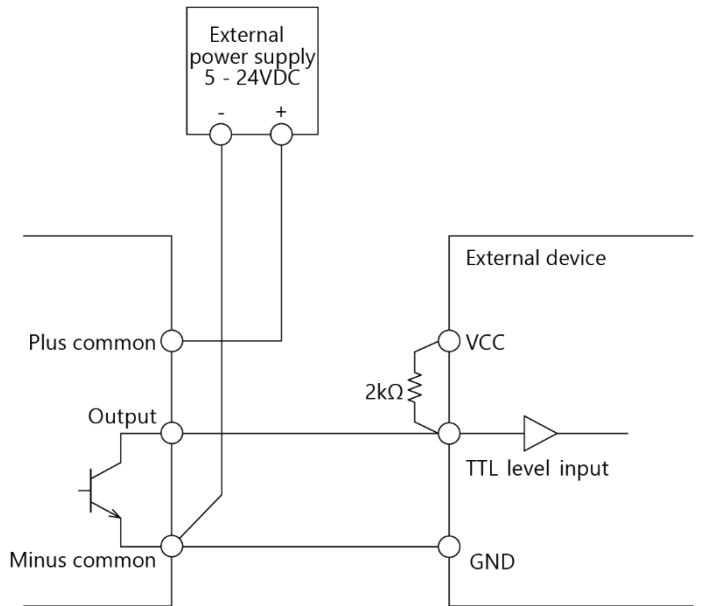 External
power supply
5 - 24VDC
- +
External device
Plus common
VCC
2kΩ
Output
TTL level input
Minus common
GND